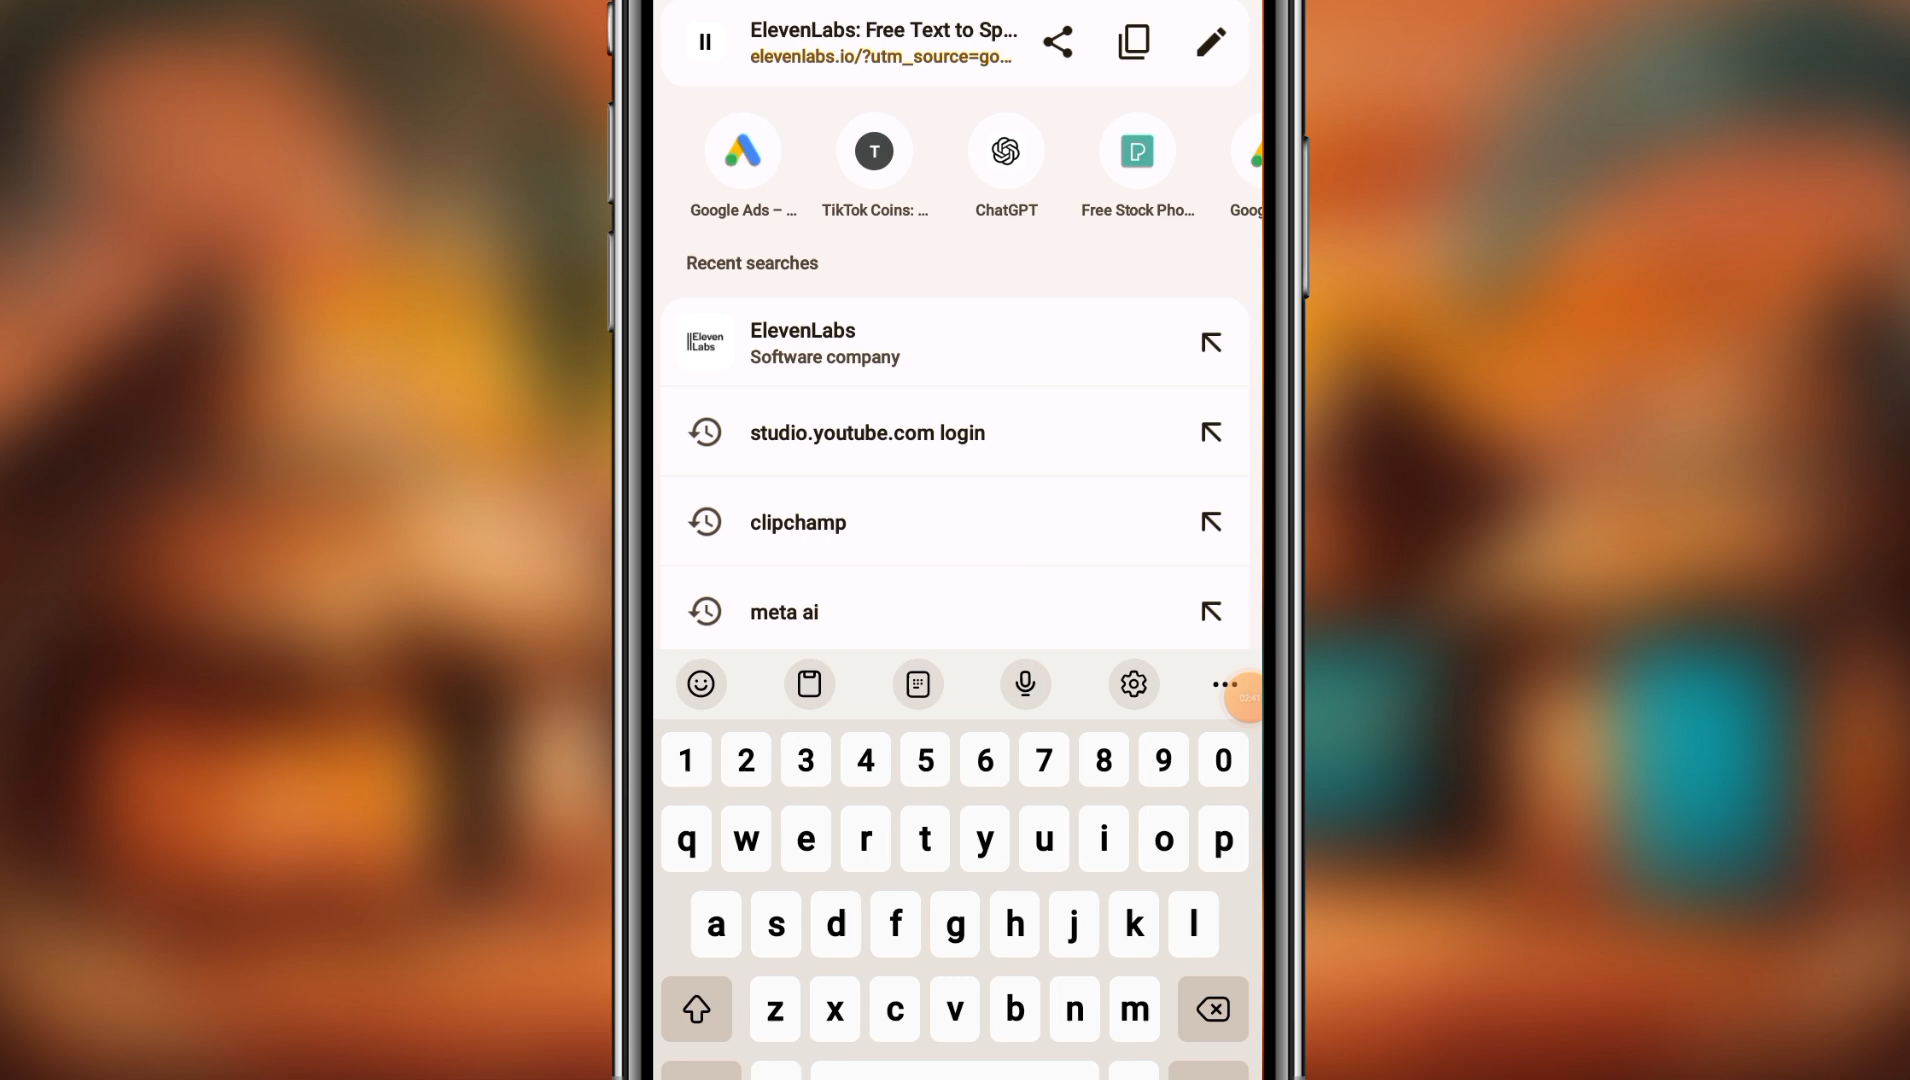 ElevenLabs: Free Text to Sp...
elevenlabs.io/?utm_source=go...
T
Google Ads – ...
TikTok Coins: ...
ChatGPT
Free Stock Pho...
Goog
Recent searches
Eleven
Labs
ElevenLabs
Software company
studio.youtube.com login
clipchamp
meta ai
02:41
1 2 3 4 5 6 7 8 9 0
q w e r t y u i o p
a s d f g h j k l
z x c v b n m